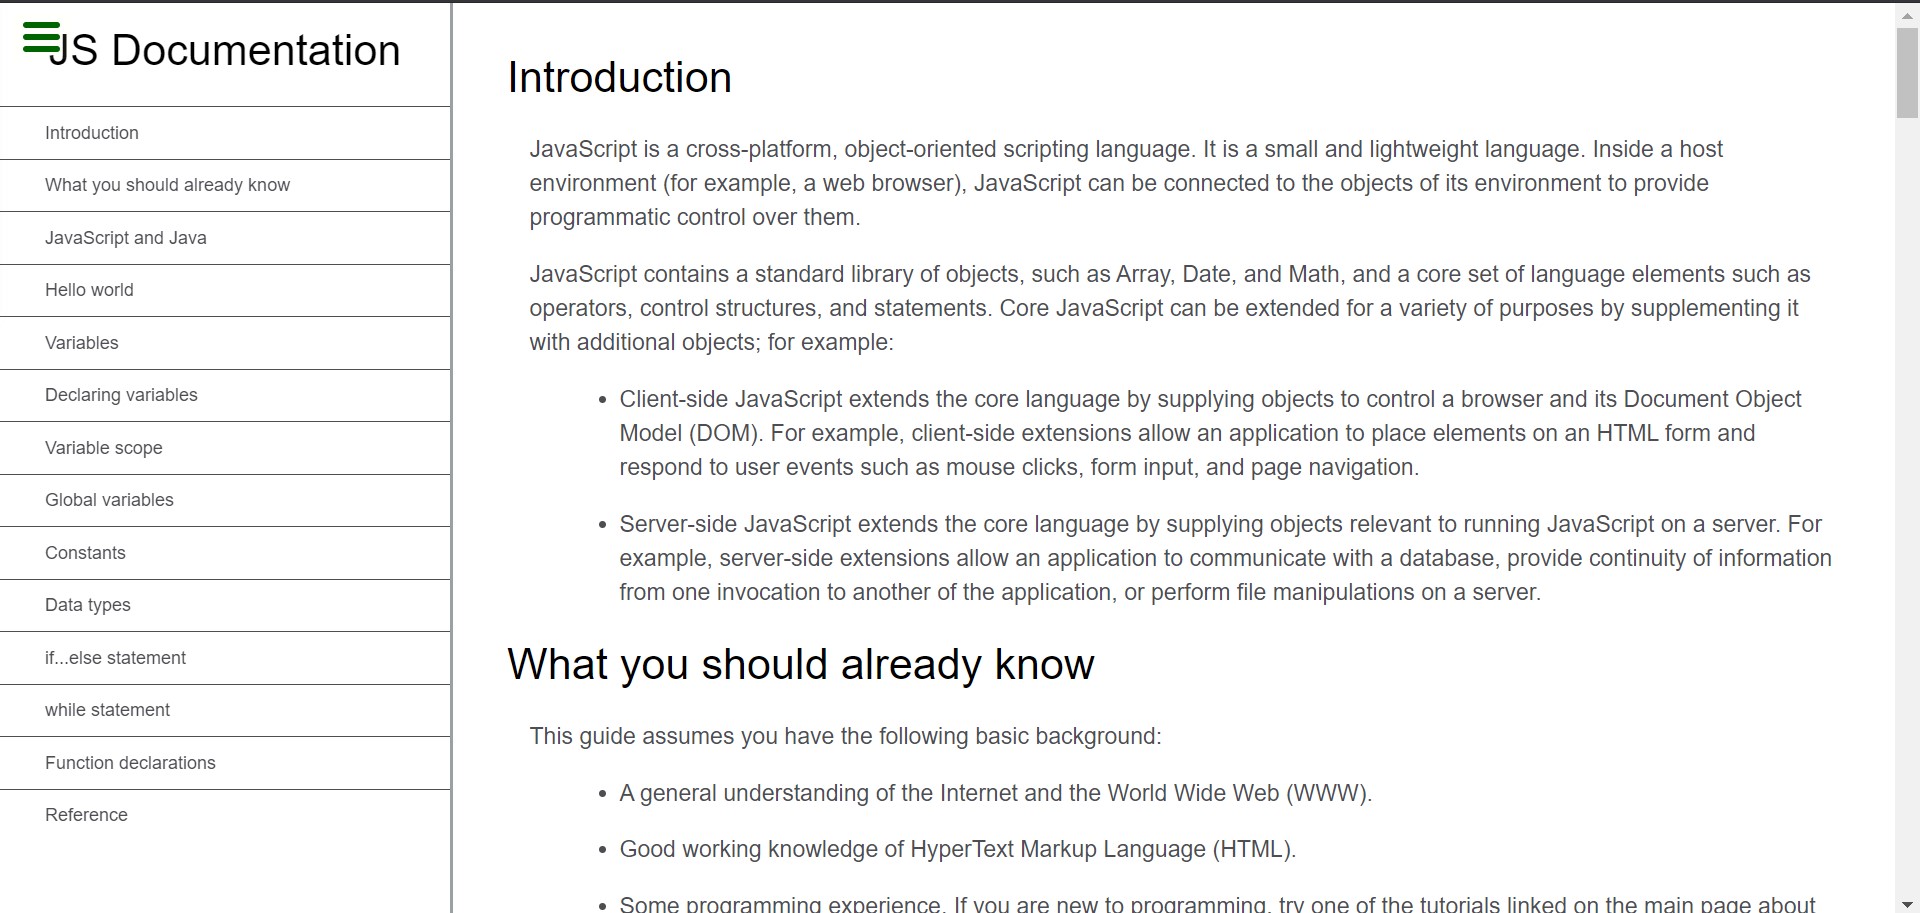 JS Documentation
Introduction
What you should already know
JavaScript and Java
Hello world
Variables
Declaring variables
Variable scope
Global variables
Constants
Data types
if...else statement
while statement
Function declarations
Reference
Introduction
JavaScript is a cross-platform, object-oriented scripting language. It is a small and lightweight language. Inside a host
environment (for example, a web browser), JavaScript can be connected to the objects of its environment to provide
programmatic control over them.
JavaScript contains a standard library of objects, such as Array, Date, and Math, and a core set of language elements such as
operators, control structures, and statements. Core JavaScript can be extended for a variety of purposes by supplementing it
with additional objects; for example:
• Client-side JavaScript extends the core language by supplying objects to control a browser and its Document Object
Model (DOM). For example, client-side extensions allow an application to place elements on an HTML form and
respond to user events such as mouse clicks, form input, and page navigation.
• Server-side JavaScript extends the core language by supplying objects relevant to running JavaScript on a server. For
example, server-side extensions allow an application to communicate with a database, provide continuity of information
from one invocation to another of the application, or perform file manipulations on a server.
What you should already know
This guide assumes you have the following basic background:
• A general understanding of the Internet and the World Wide Web (WWW).
• Good working knowledge of HyperText Markup Language (HTML).
• Some programming experience. If you are new to programming, try one of the tutorials linked on the main page about